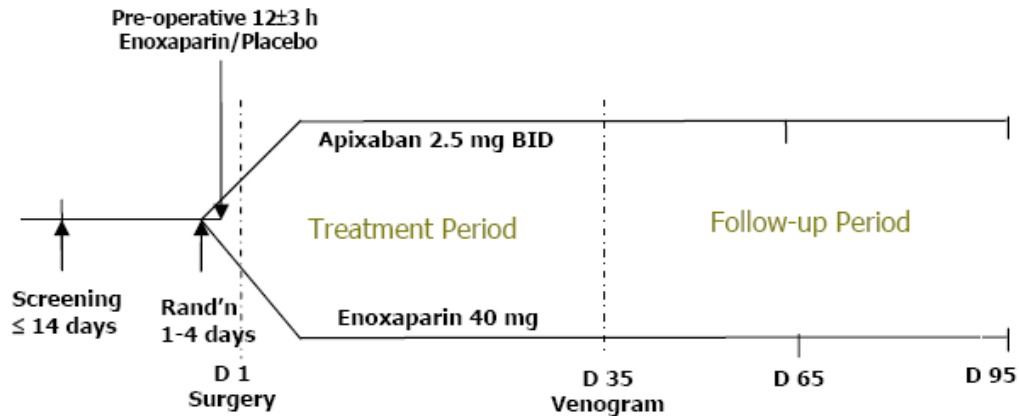 Pre-operative 12±3 h
Enoxaparin/Placebo
Apixaban 2.5 mg BID
Treatment Period
Follow-up Period
Screening
≤ 14 days
Rand'n
1-4 days
Enoxaparin 40 mg
D 1
Surgery
D 35
Venogram
D 65
D 95